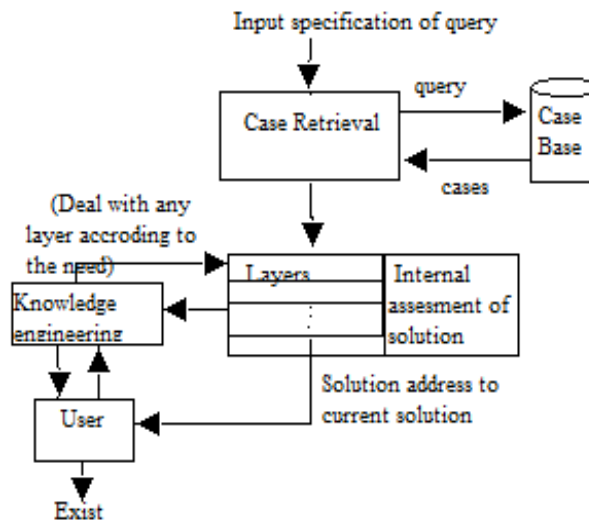 Input specification of query
query
Case Retrieval
Case
Base
cases
(Deal with any
layer accroding to
the need)
Layers
Internal
assesment of
solution
Knowledge
engineering
Solution address to
current solution
User
Exist